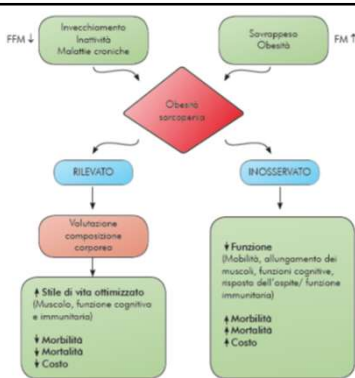 FFM ↓
Invecchiamento
Inattività
Malattie croniche
Sovrappeso
Obesità
FM ↑
Obesità
sarcopenica
RILEVATO
INOSSERVATO
Valutazione
composizione
corporea
↑ Stile di vita ottimizzato
(Muscolo, funzione cognitiva
e immunitaria)
↓ Morbilità
↓ Mortalità
↓ Costo
↓ Funzione
(Mobilità, allungamento dei
muscoli, funzioni cognitive,
risposta dell'ospite/ funzione
immunitaria)
↑ Morbilità
↑ Mortalità
↑ Costo